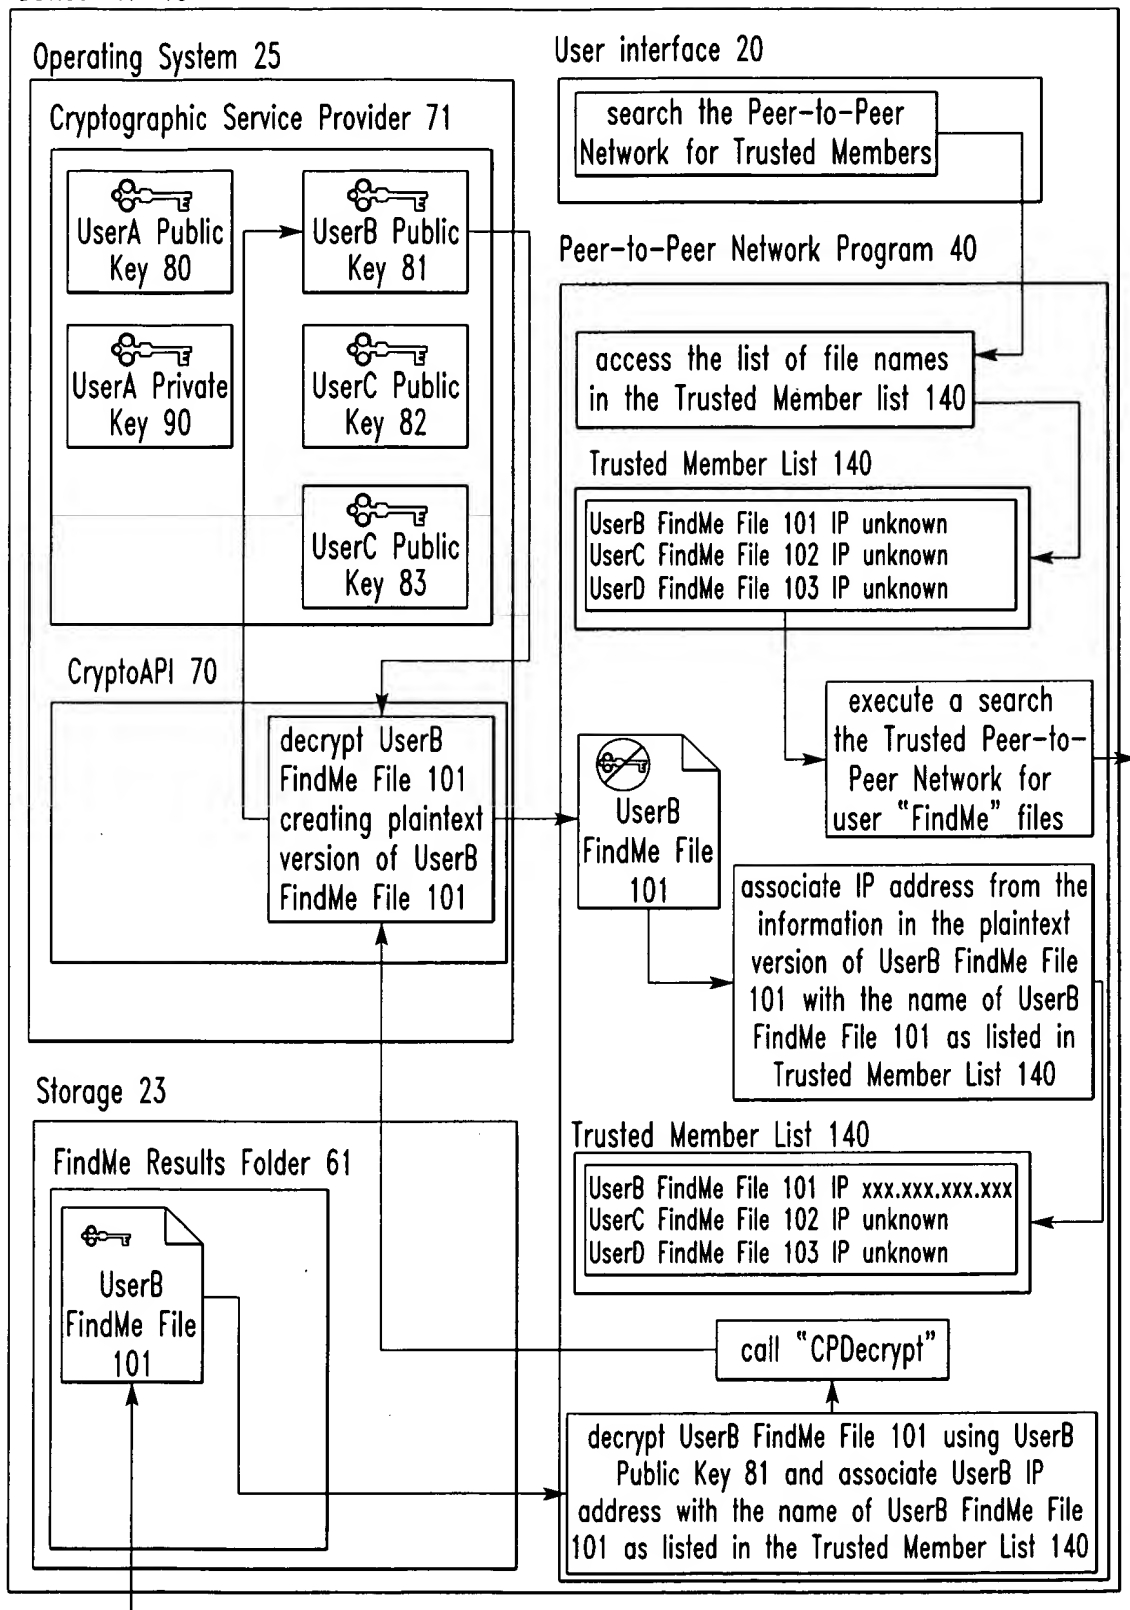 Operating System 25
Cryptographic Service Provider 71
UserA Public
Key 80
UserB Public
Key 81
UserA Private
Key 90
UserC Public
Key 82
UserC Public
Key 83
CryptoAPI 70
decrypt UserB
FindMe File 101
creating plaintext
version of UserB
FindMe File 101
Storage 23
FindMe Results Folder 61
UserB
FindMe File
101
User interface 20
search the Peer-to-Peer
Network for Trusted Members
Peer-to-Peer Network Program 40
access the list of file names
in the Trusted Member list 140
Trusted Member List 140
UserB FindMe File 101 IP unknown
UserC FindMe File 102 IP unknown
UserD FindMe File 103 IP unknown
execute a search
the Trusted Peer-to-
Peer Network for
user "FindMe" files
UserB
FindMe File
101
associate IP address from the
information in the plaintext
version of UserB FindMe File
101 with the name of UserB
FindMe File 101 as listed in
Trusted Member List 140
Trusted Member List 140
UserB FindMe File 101 IP xxx.xxx.xxx.xxx
UserC FindMe File 102 IP unknown
UserD FindMe File 103 IP unknown
call "CPDecrypt"
decrypt UserB FindMe File 101 using UserB
Public Key 81 and associate UserB IP
address with the name of UserB FindMe File
101 as listed in the Trusted Member List 140